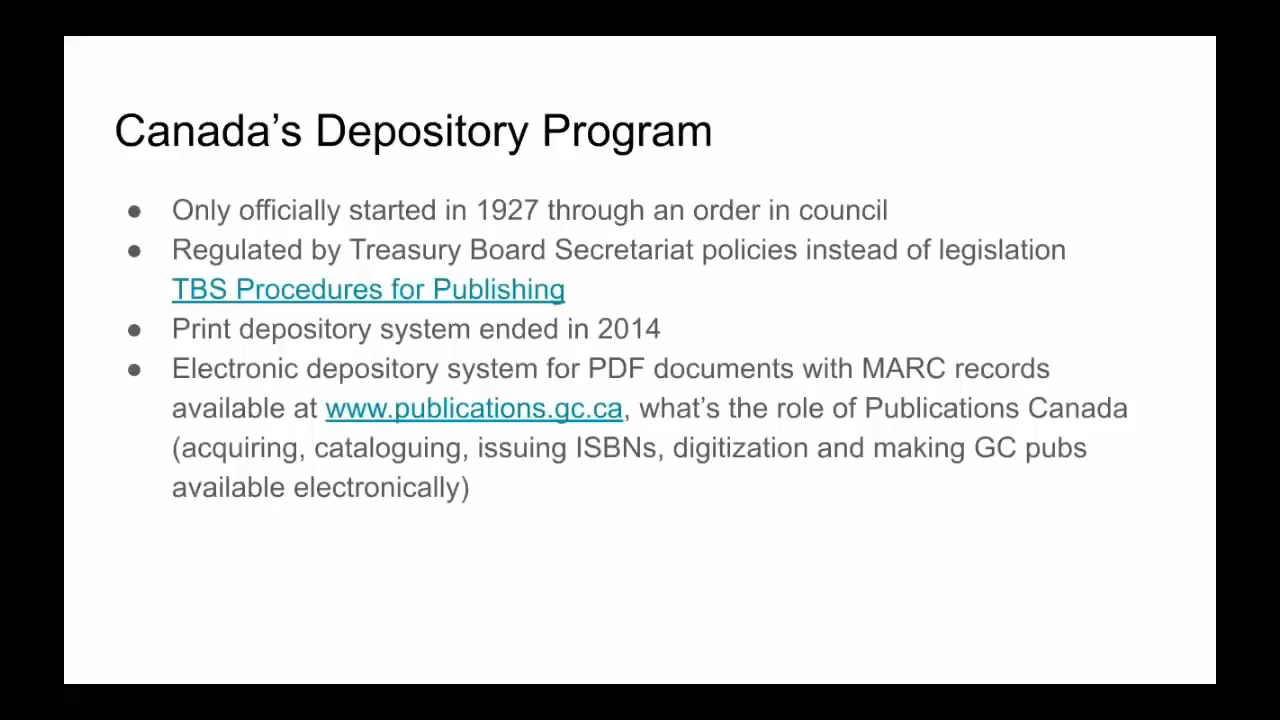 Canada’s Depository Program
● Only officially started in 1927 through an order in council
● Regulated by Treasury Board Secretariat policies instead of legislation
TBS Procedures for Publishing
● Print depository system ended in 2014
● Electronic depository system for PDF documents with MARC records
available at www.publications.gc.ca, what’s the role of Publications Canada
(acquiring, cataloguing, issuing ISBNs, digitization and making GC pubs
available electronically)